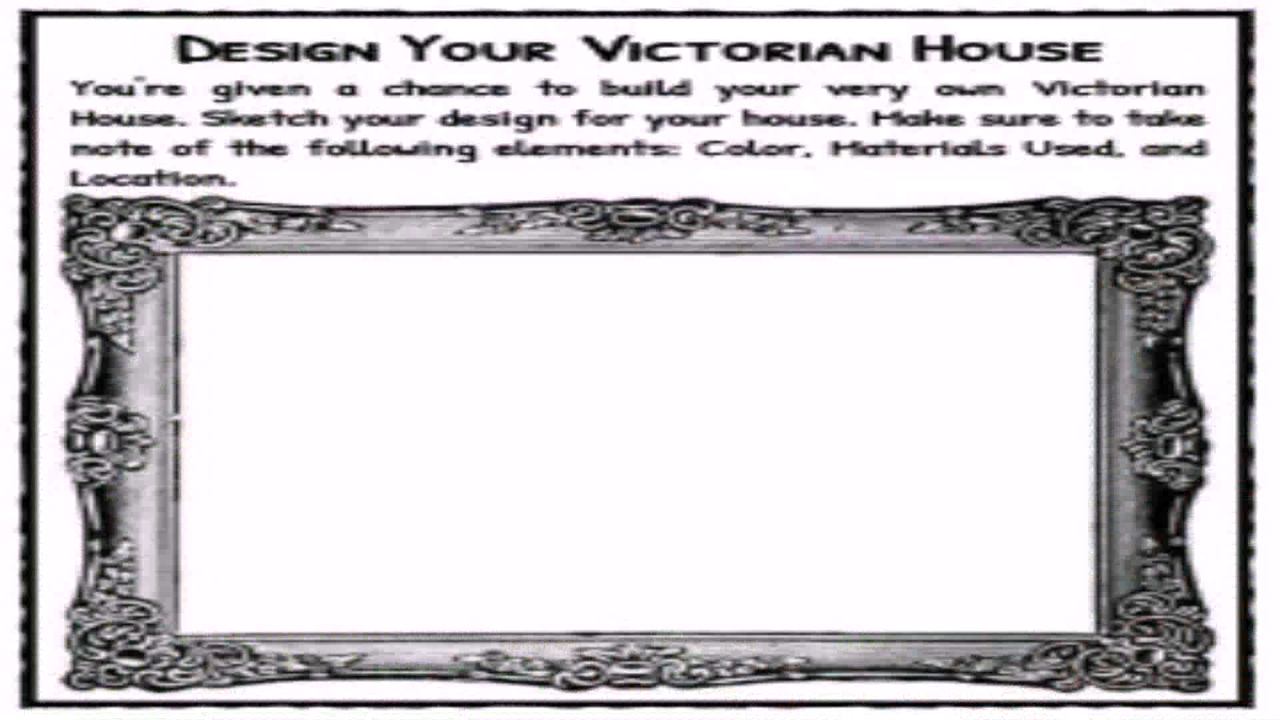 Design Your Victorian House
You're given a chance to build your very own Victorian
House. Sketch your design for your house. Make sure to take
note of the following elements: Color, Materials Used, and
Location.